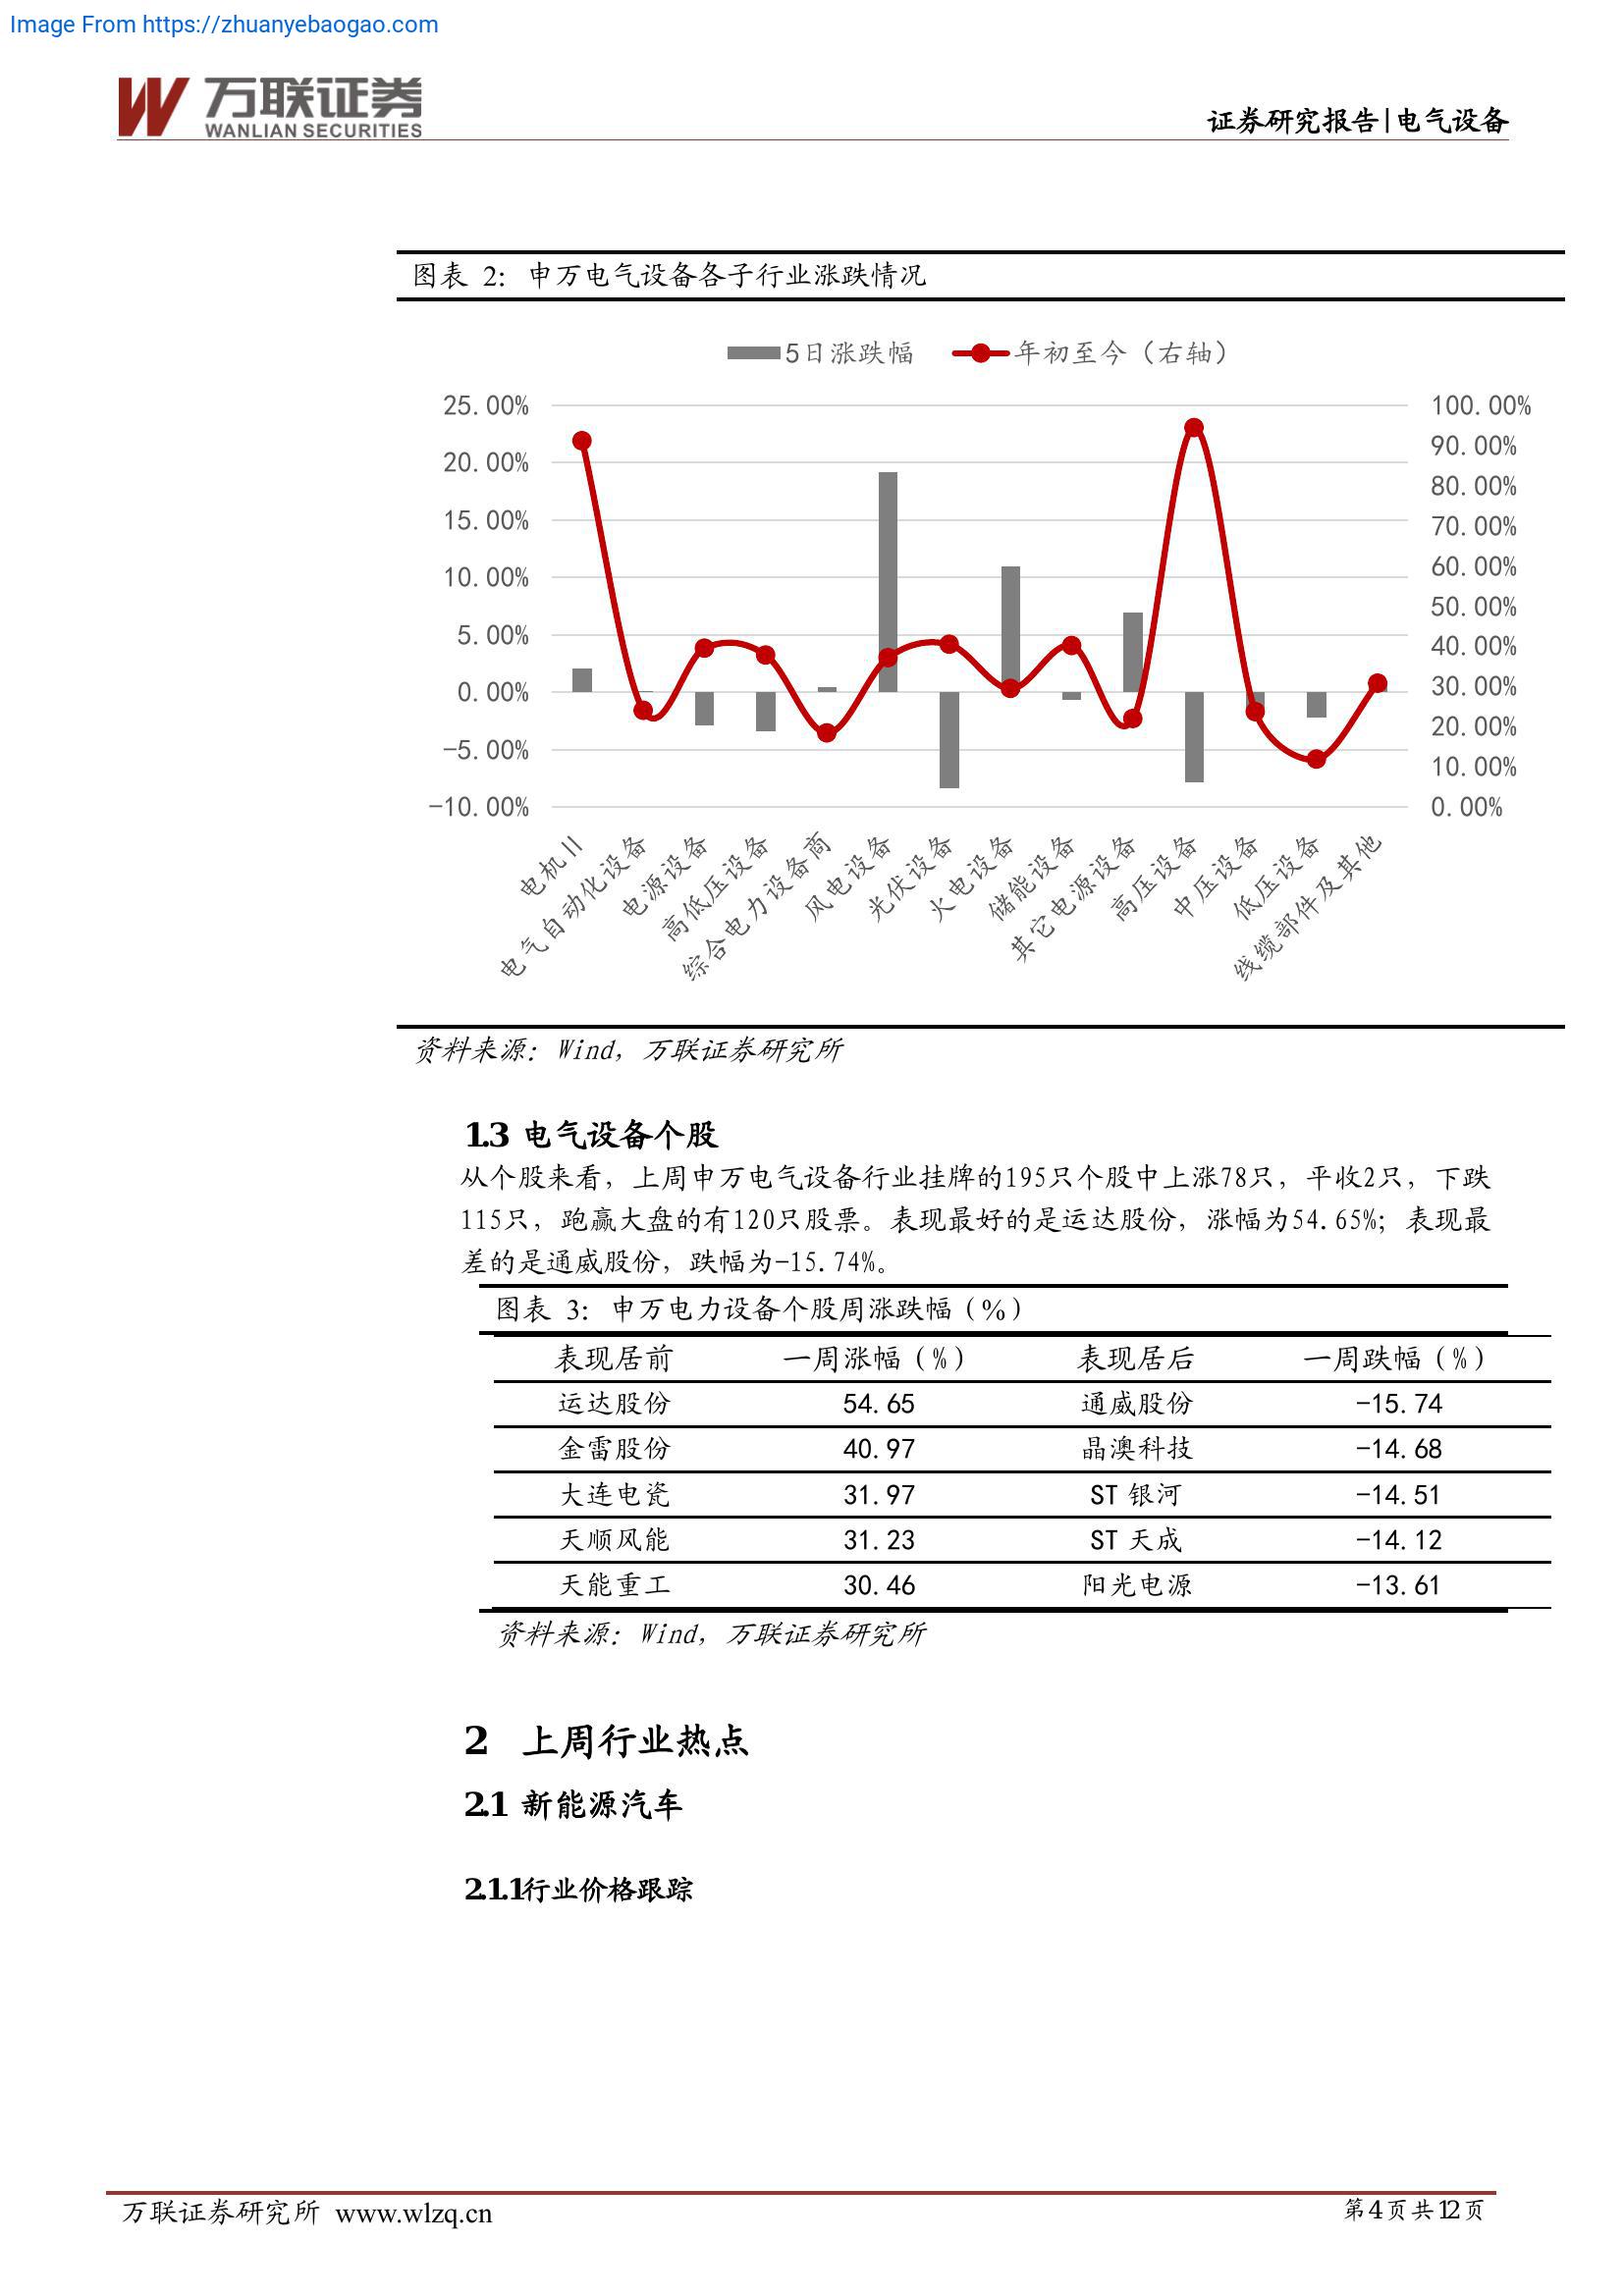 Image From https://zhuanyebaogao.com
万联证券
WANLIAN SECURITIES
证券研究报告|电气设备
图表 2：申万电气设备各子行业涨跌情况
5日涨跌幅 年初至今（右轴）
25.00% 100.00%
20.00% 90.00%
15.00% 80.00%
10.00% 70.00%
5.00% 60.00%
0.00% 50.00%
-5.00% 40.00%
-10.00% 30.00%
20.00%
10.00%
0.00%
电机II
电气自动化设备
电源设备
高低压设备
综合电力设备商
风电设备
光伏设备
火电设备
储能设备
其它电源设备
高压设备
中压设备
低压设备
线缆部件及其他
资料来源：Wind，万联证券研究所
1.3 电气设备个股
从个股来看，上周申万电气设备行业挂牌的195只个股中上涨78只，平收2只，下跌
115只，跑赢大盘的有120只股票。表现最好的是运达股份，涨幅为54.65%；表现最
差的是通威股份，跌幅为-15.74%。
图表 3：申万电力设备个股周涨跌幅（%）
表现居前 一周涨幅（%） 表现居后 一周跌幅（%）
运达股份 54.65 通威股份 -15.74
金雷股份 40.97 晶澳科技 -14.68
大连电瓷 31.97 ST 银河 -14.51
天顺风能 31.23 ST 天成 -14.12
天能重工 30.46 阳光电源 -13.61
资料来源：Wind，万联证券研究所
2 上周行业热点
2.1 新能源汽车
2.1.1行业价格跟踪
万联证券研究所 www.wlzq.cn 第4页共12页